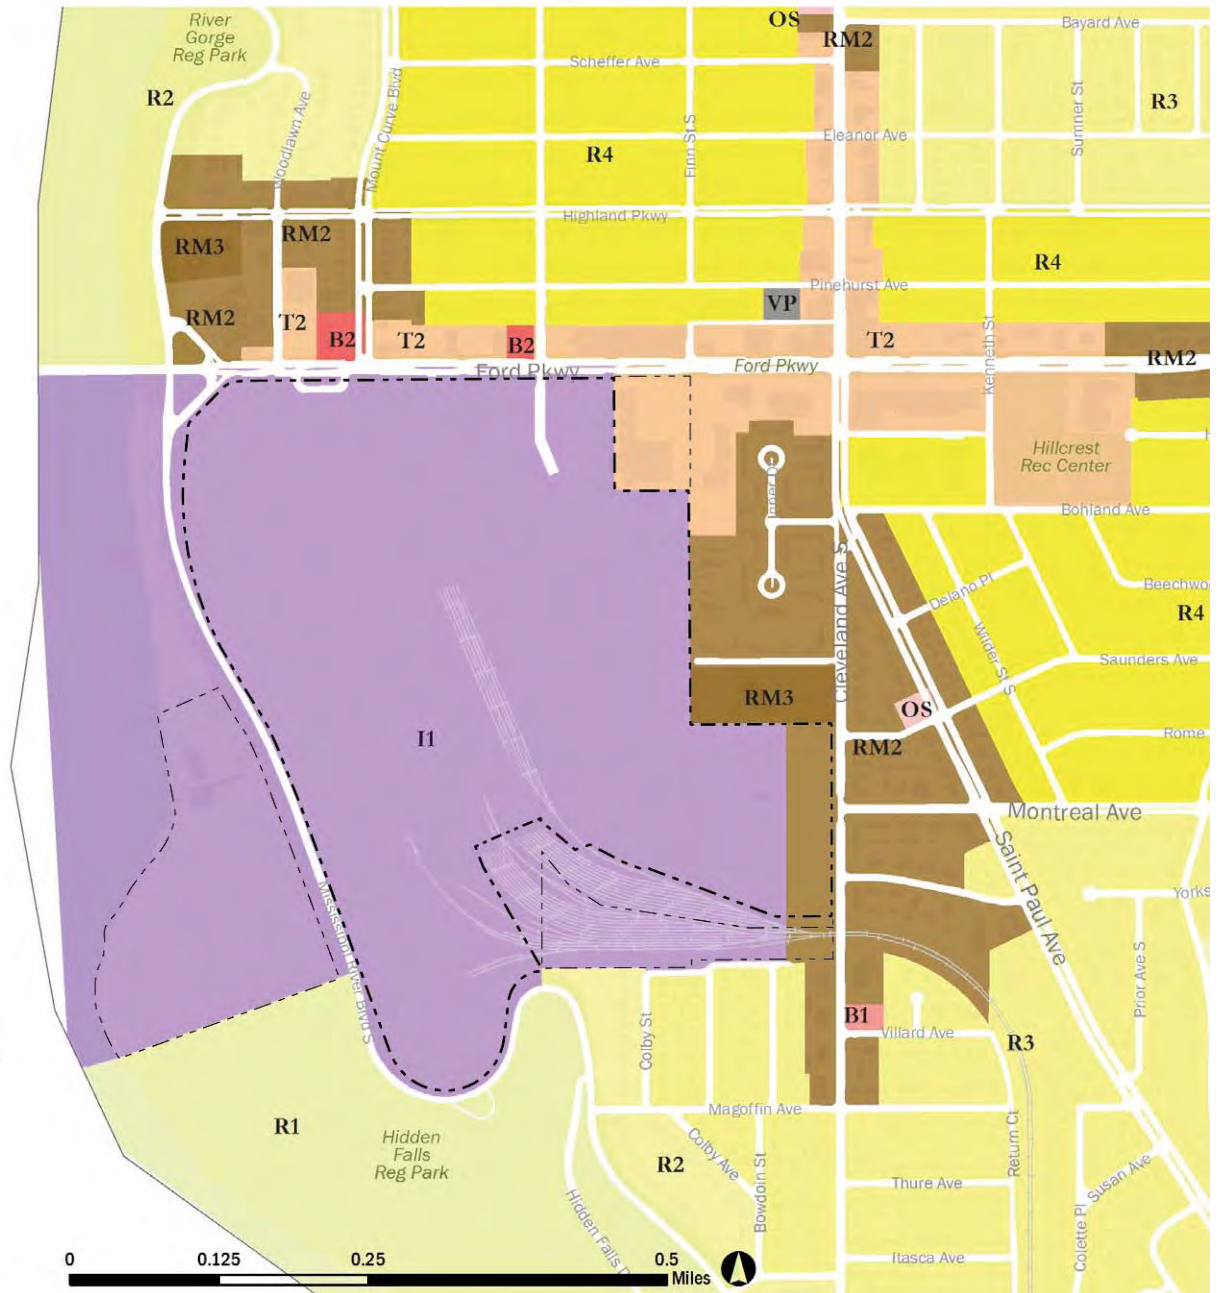 River
Gorge
Reg Park
OS
RM2
Bayard Ave
Scheffer Ave
R2
Woodlawn Ave
Mount Curve Blvd
R4
Finn St S
Eleanor Ave
Sumner St
R3
Highland Pkwy
RM3
RM2
R4
RM2
T2
B2
T2
B2
VP
Pinehurst Ave
T2
Kenneth St
RM2
Ford Pkwy
Ford Pkwy
Hillcrest
Rec Center
H
Bohland Ave
Cleveland Ave S
Delano Pl
Beechwo
R4
Wilder St S
Saunders Ave
RM3
OS
RM2
Rome
I1
Montreal Ave
Saint Paul Ave
Yorks
Mississippi River Blvd S
Prior Ave S
Colby St
B1
Villard Ave
R3
R1
Hidden
Falls
Reg Park
Magoffin Ave
Colby Ave
Bowdoin St
R2
Return Ct
Thure Ave
Susan Ave
Colette Pl
Hidden Falls D
Itasca Ave
0
0.125
0.25
0.5
Miles